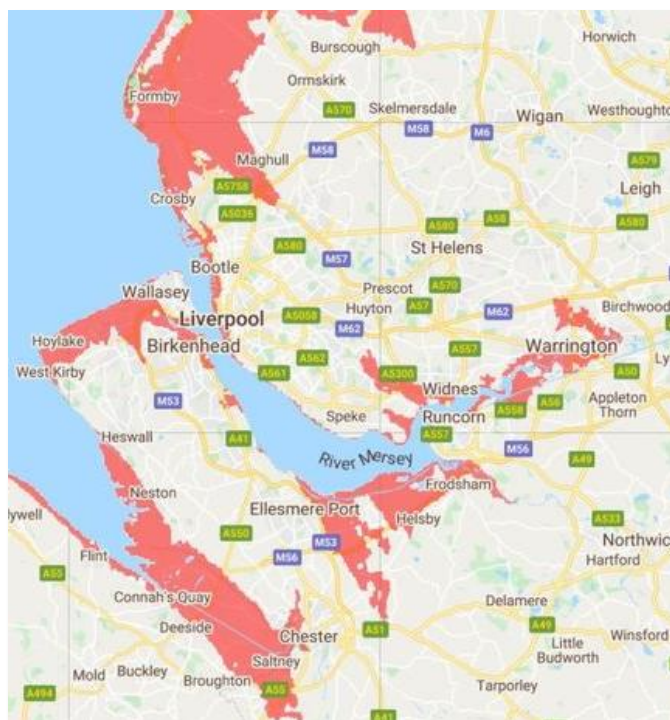 Burscough
Horwich
Ormskirk
Formby
A570
Skelmersdale
Wigan
Westhoughto
M58
M6
M58
A579
Maghull
Leigh
A5758
Crosby
A5036
A580
A58
A580
A580
St Helens
M57
Bootle
Prescot
A570
Wallasey
Huyton
A57
M62
Birchwood
Liverpool
A5058
M62
Hoylake
Birkenhead
Warrington
A562
A557
West Kirby
A561
A5300
Widnes
A50
Ly
M53
Speke
Runcorn
A558
A56
Appleton
Thorn
Heswall
A41
A557
M56
River Mersey
A49
Neston
Frodsham
Ellesmere Port
Helsby
A533
ywell
A550
M53
Northwic
Flint
M56
Hartford
A55
Connah's Quay
Delamere
Deeside
A51
A49
Winsford
Chester
Little
Budworth
Mold
Buckley
Saltney
Broughton
A55
Tarporley
A494
A41